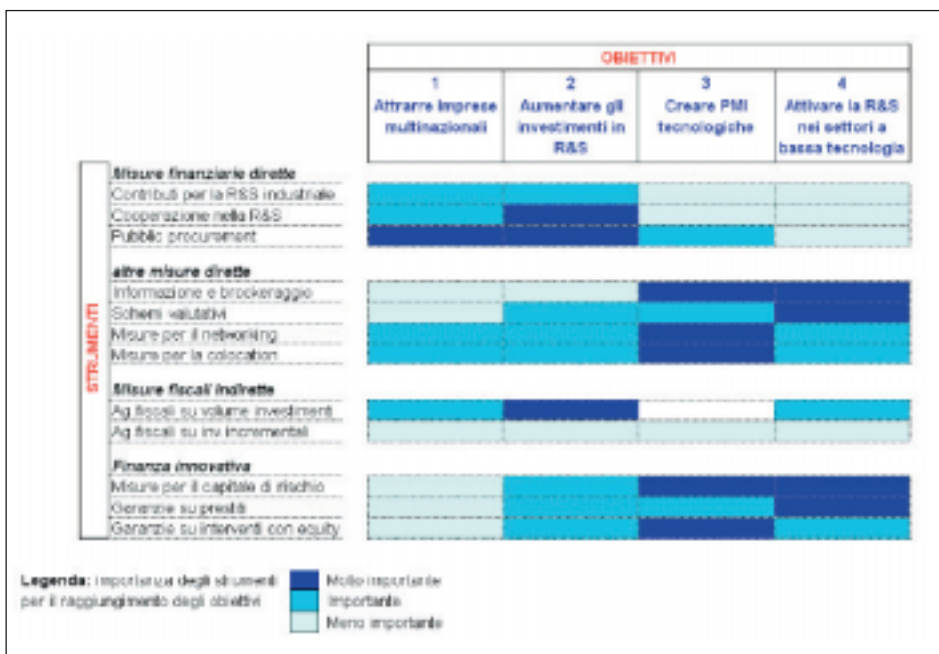 OBIETTIVI
1
Attrarre imprese
multinazionali
2
Aumentare gli
investimenti in
R&S
3
Creare PMI
tecnologiche
4
Attivare la R&S
nei settori a
bassa tecnologia
STRUMENTI
Misure finanziarie dirette
Contributi per la R&S industriale
Cooperazione nella R&S
Pubblic procurement
altre misure dirette
Informazione e brockeraggio
Schemi valutativi
Misure per il networking
Misure per la colocation
Misure fiscali indirette
Ag fiscali su volume investimenti
Ag fiscali su inv incrementali
Finanza innovativa
Misure per il capitale di rischio
Garanzie su prestiti
Garanzie su interventi con equity
Legenda: importanza degli strumenti
per il raggiungimento degli obiettivi
Molto importante
Importante
Meno importante